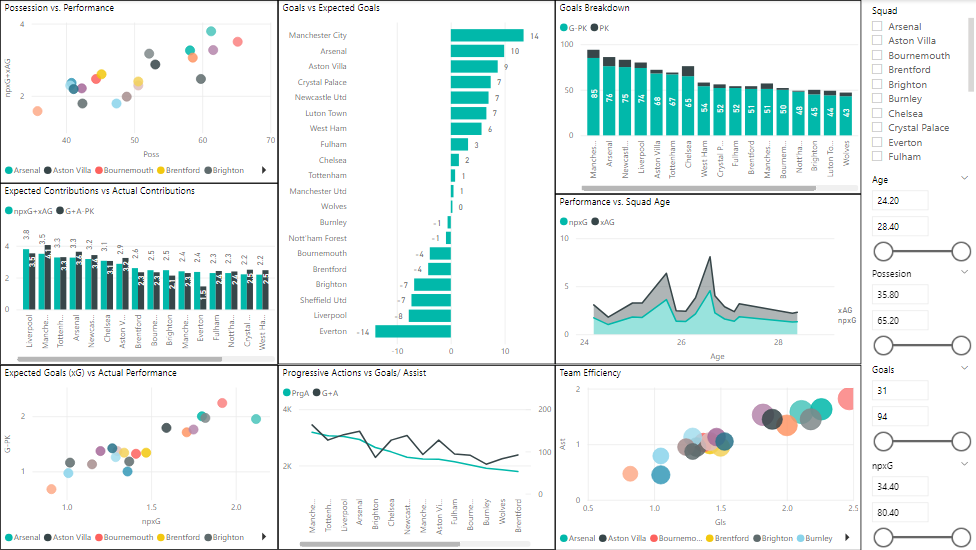 Possession vs. Performance
npxG+xAG
4
2
40
50
60
70
Poss
Arsenal Aston Villa Bournemouth Brentford Brighton
Goals vs Expected Goals
Manchester City 14
Arsenal 10
Aston Villa 9
Crystal Palace 7
Newcastle Utd 7
Luton Town 7
West Ham 6
Fulham 3
Chelsea 2
Tottenham 1
Manchester Utd 1
Wolves 0
Burnley -1
Nott'ham Forest -1
Bournemouth -4
Brentford -4
Brighton -7
Sheffield Utd -7
Liverpool -8
Everton -14
-10 0 10
Goals Breakdown
G-PK PK
100
50
0
85 76 75 74 68 67 65 54 52 52 51 51 50 48 45 44 43
Manches...
Arsenal
Newcastl...
Liverpool
Aston Villa
Tottenham
Chelsea
West Ham
Crystal P...
Fulham
Manches...
Bournem...
Nott'ha...
Brighton
Luton To...
Wolves
Squad
Arsenal
Aston Villa
Bournemouth
Brentford
Brighton
Burnley
Chelsea
Crystal Palace
Everton
Fulham
Age
24.20
28.40
Possesion
35.80
65.20
Goals
31
94
npxG
34.40
80.40
Expected Contributions vs Actual Contributions
npxG+xAG G+A-PK
4
2
0
3.8 3.5 3.3 3.3 3.2 3.1 2.9 2.6 2.5 2.5 2.4 2.4 2.3 2.3 2.2 2.2
Liverpool
Manche...
Tottenh...
Arsenal
Newcas...
Chelsea
Aston V...
Brentford
Bourne...
Brighton
Manche...
Everton
Fulham
Nott'ha...
Crystal ...
West Ha...
Performance vs. Squad Age
npxG xAG
10
5
0
24 26 28
Age
xAG
npxG
Expected Goals (xG) vs Actual Performance
G-PK
2
1
1.0 1.5 2.0
npxG
Arsenal Aston Villa Bournemouth Brentford Brighton
Progressive Actions vs Goals/ Assist
PrgA G+A
4K
2K
200
100
0
Manche...
Tottenh...
Liverpool
Arsenal
Brighton
Chelsea
Newcast...
Manche...
Aston Vi...
Fulham
Bourne...
Burnley
Wolves
Brentford
Team Efficiency
Ast
2
1
0
0.5 1.0 1.5 2.0 2.5
Gls
Arsenal Aston Villa Bournemo... Brentford Brighton Burnley